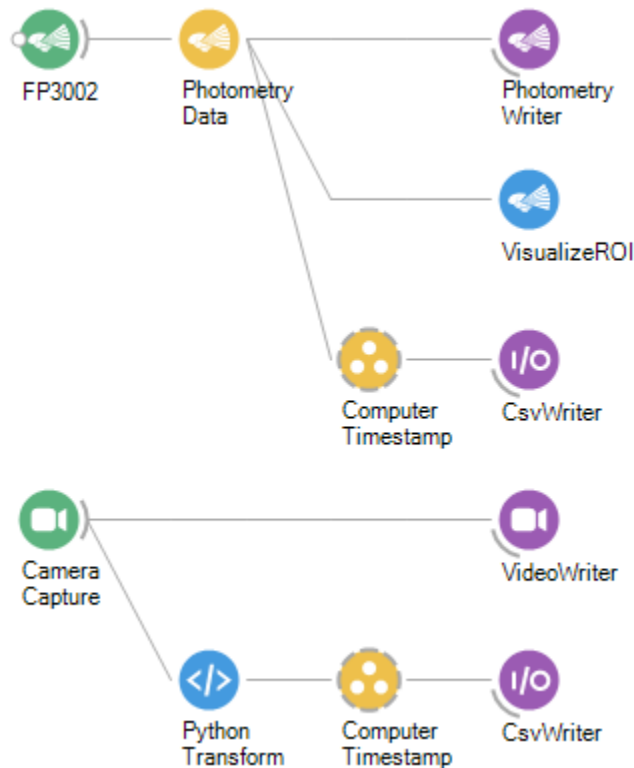 FP3002
Photometry
Data
Photometry
Writer
VisualizeROI
Computer
Timestamp
I/O
CsvWriter
Camera
Capture
VideoWriter
</>
Python
Transform
Computer
Timestamp
I/O
CsvWriter